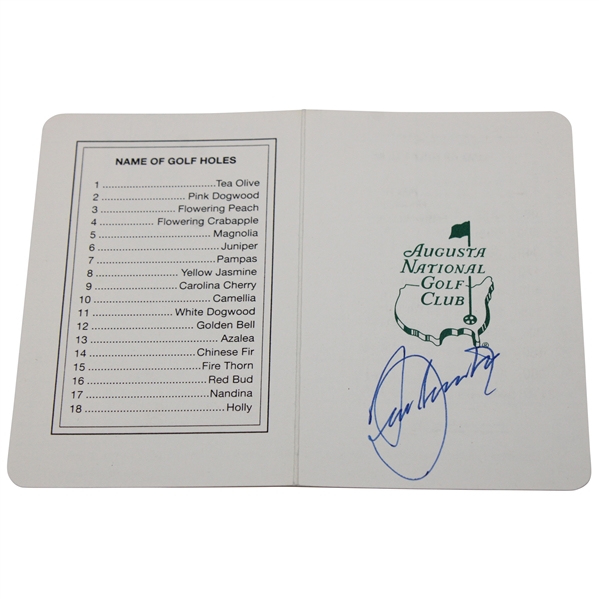 NAME OF GOLF HOLES
1 ..............................Tea Olive
2 .....................Pink Dogwood
3 ...................Flowering Peach
4 ..............Flowering Crabapple
5 ............................Magnolia
6 ..............................Juniper
7 ..............................Pampas
8 ...................Yellow Jasmine
9 ...................Carolina Cherry
10 ............................Camellia
11 ..................White Dogwood
12 .......................Golden Bell
13 ...............................Azalea
14 .......................Chinese Fir
15 ........................Fire Thorn
16 ..........................Red Bud
17 ............................Nandina
18 .................................Holly
AUGUSTA
NATIONAL
GOLF
CLUB
®